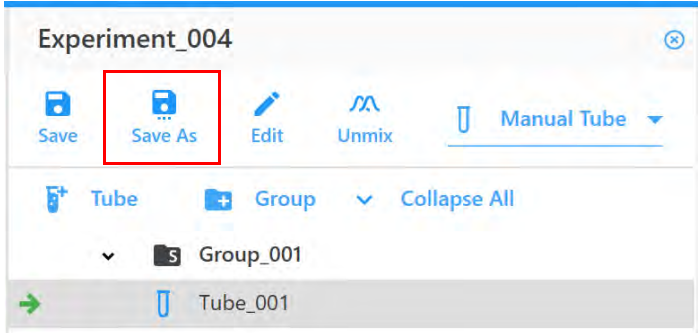 Experiment_004
Save Save As Edit Unmix Manual Tube
Tube Group Collapse All
S Group_001
Tube_001